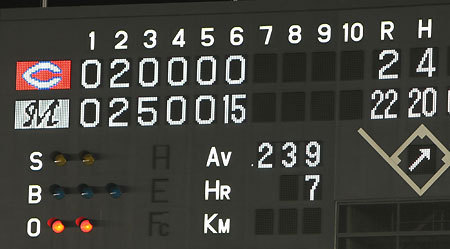 1 2 3 4 5 6 7 8 9 10 R H
C 0 2 0 0 0 0 2 4
M 0 2 5 0 0 15 22 20
S H Av .239
B E HR 7
O Fc KM